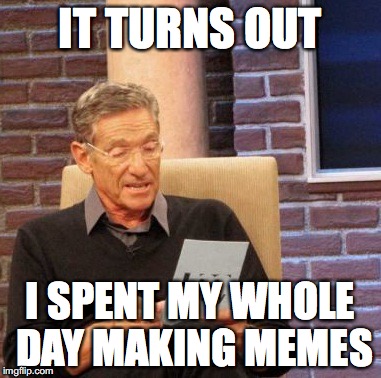 IT TURNS OUT
I SPENT MY WHOLE
DAY MAKING MEMES
imgflip.com